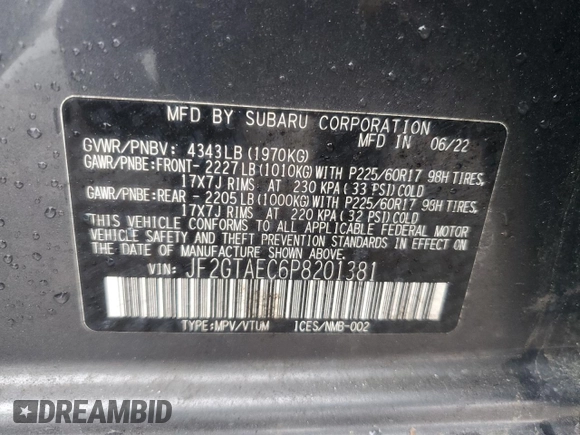 MFD BY SUBARU CORPORATION
GVWR/PNBV: 4343LB(1970KG) MFD IN 06/22
GAWR/PNBE:FRONT- 2227LB(1010KG)WITH P225/60R17 98H TIRES,
17X7J RIMS AT 230 KPA(33 PSI)COLD
GAWR/PNBE:REAR - 2205LB(1000KG)WITH P225/60R17 98H TIRES,
17X7J RIMS AT 220 KPA(32 PSI)COLD
THIS VEHICLE CONFORMS TO ALL APPLICABLE FEDERAL MOTOR
VEHICLE SAFETY AND THEFT PREVENTION STANDARDS IN EFFECT ON
THE DATE OF MANUFACTURE SHOWN ABOVE.
VIN: JF2GTAEC6P8201381
TYPE:MPV/VTUM ICES/NMB-002
DREAMBID